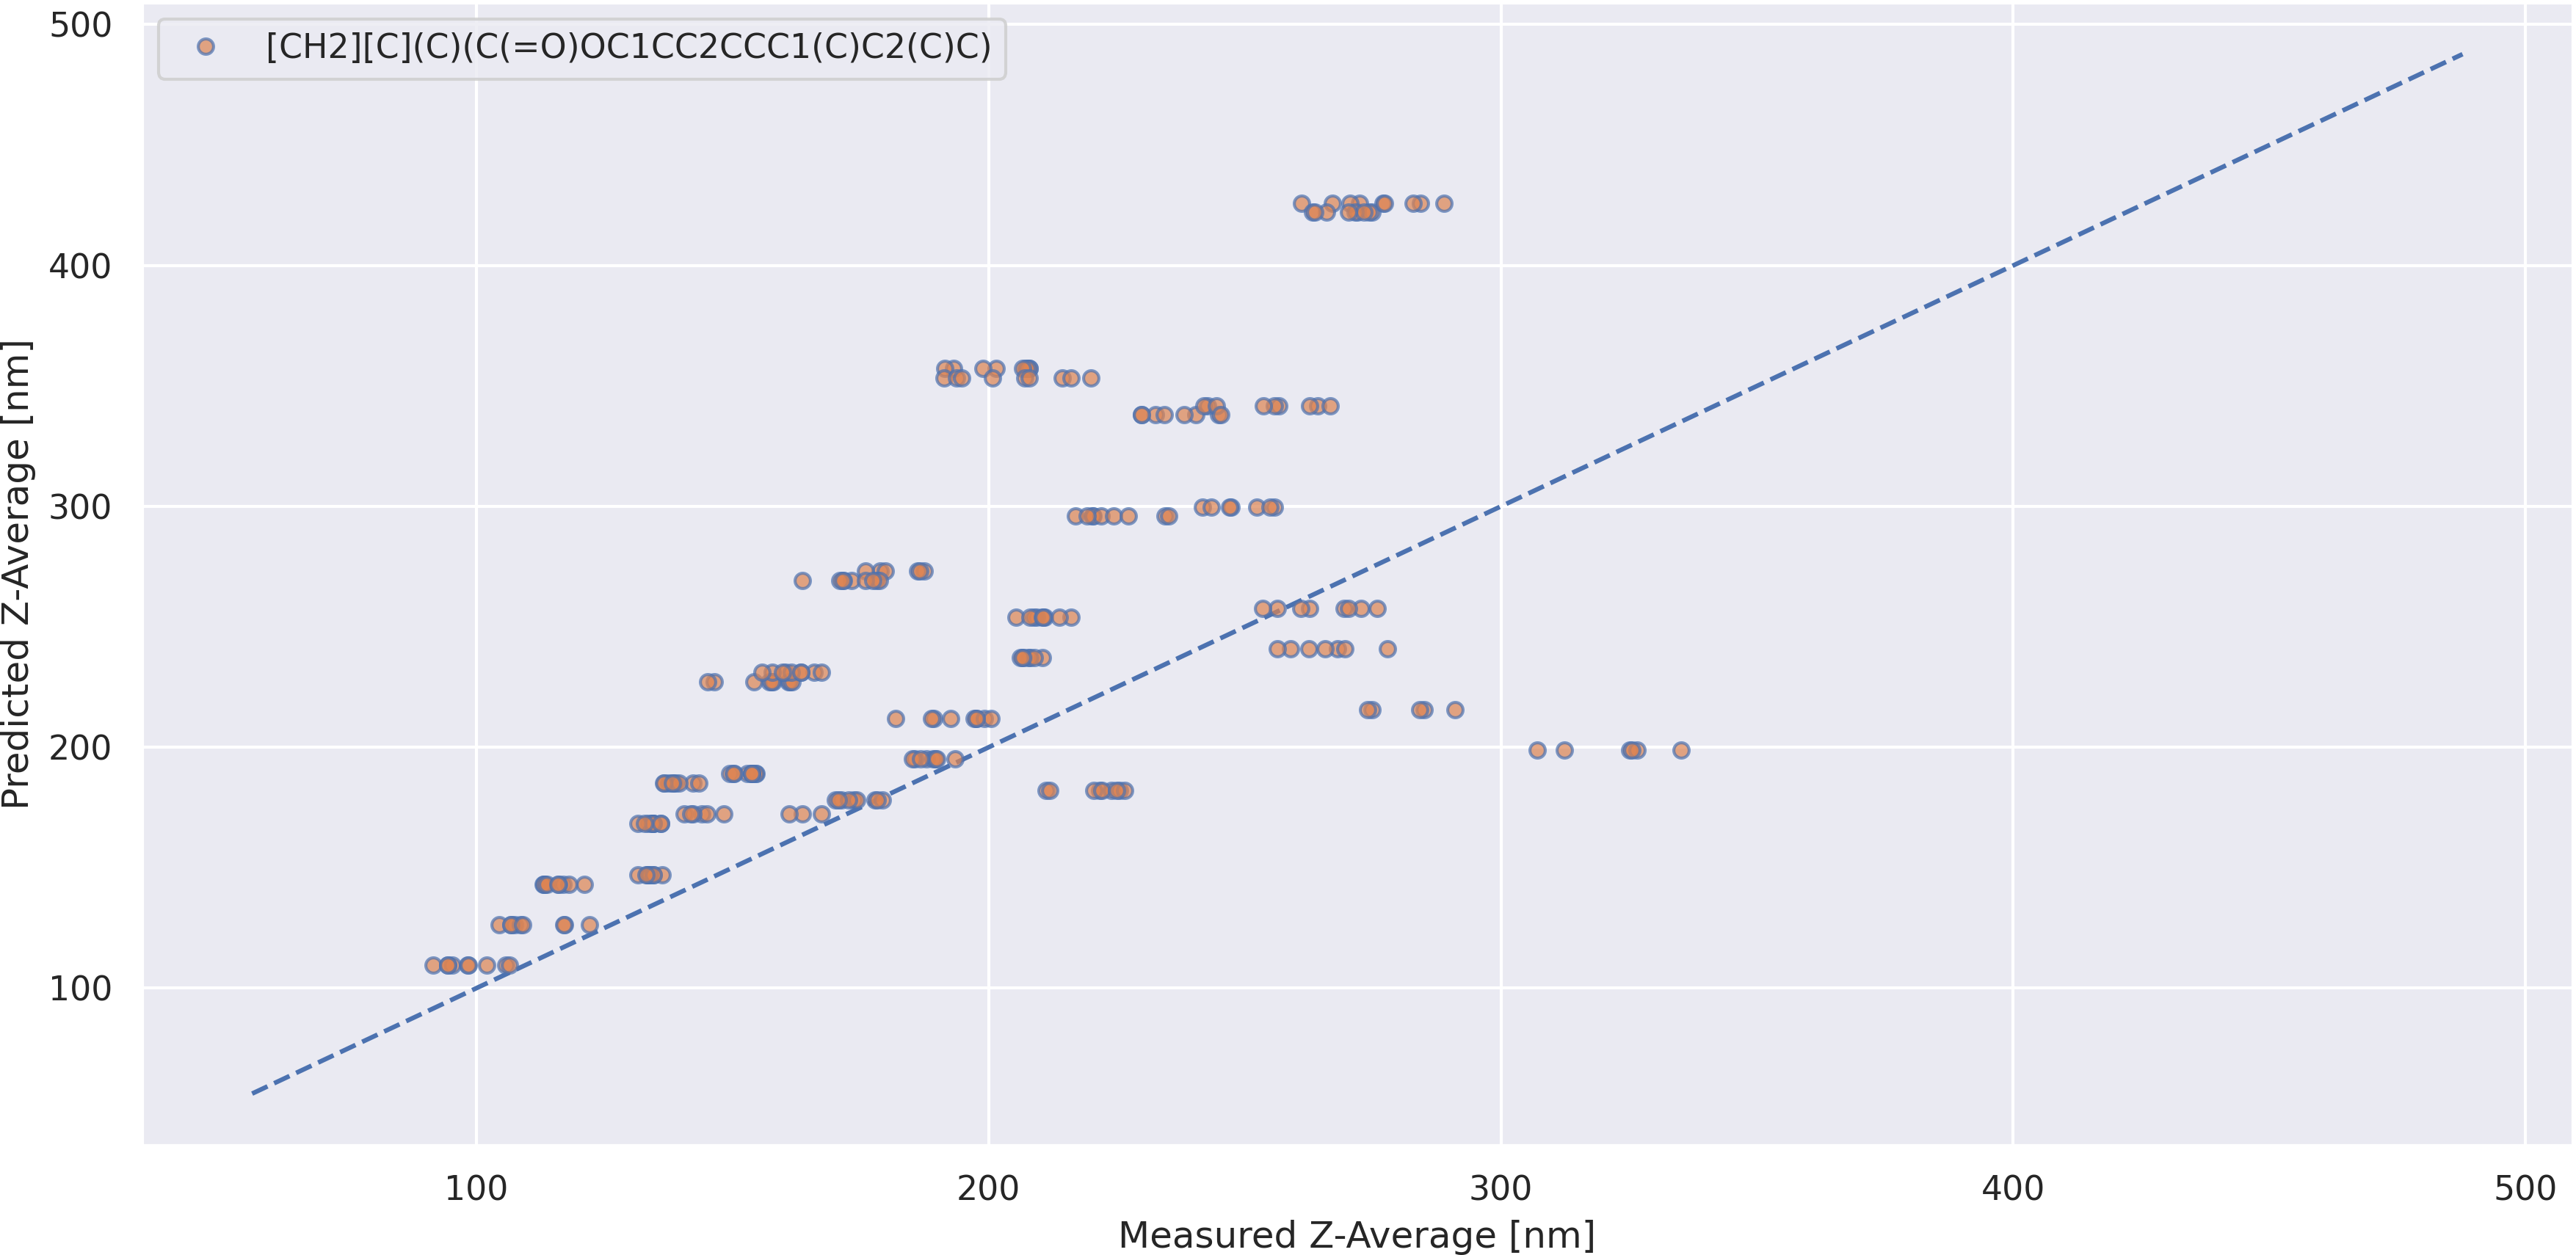 500
[CH2][C](C)(C(=O)OC1CC2CCC1(C)C2(C)C)
400
300
200
100
Predicted Z-Average [nm]
100 200 300 400 500
Measured Z-Average [nm]